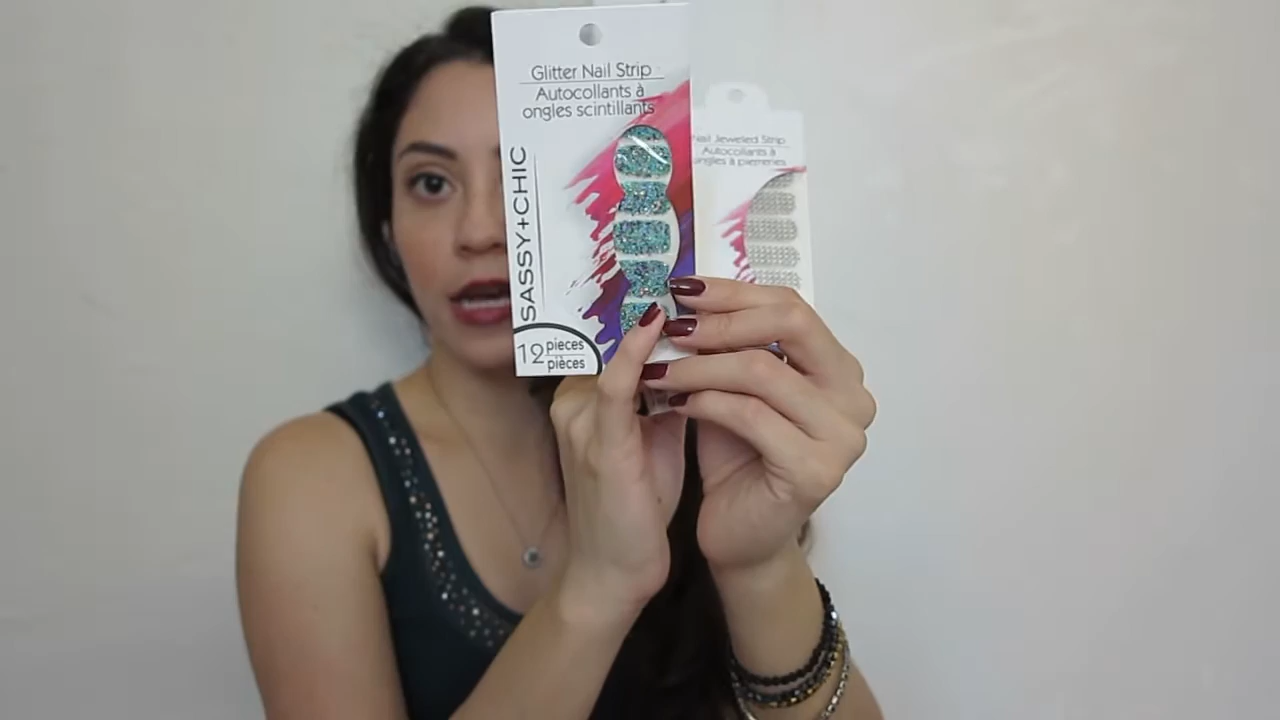 Glitter Nail Strip
Autocollants à
ongles scintillants
SASSY+CHIC
12 pieces
pièces
Nail Jeweled Strip
Autocollants à
ongles à pierreries